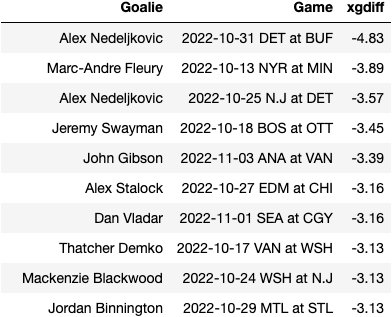 Goalie Game xgdiff
Alex Nedeljkovic 2022-10-31 DET at BUF -4.83
Marc-Andre Fleury 2022-10-13 NYR at MIN -3.89
Alex Nedeljkovic 2022-10-25 N.J at DET -3.57
Jeremy Swayman 2022-10-18 BOS at OTT -3.45
John Gibson 2022-11-03 ANA at VAN -3.39
Alex Stalock 2022-10-27 EDM at CHI -3.16
Dan Vladar 2022-11-01 SEA at CGY -3.16
Thatcher Demko 2022-10-17 VAN at WSH -3.13
Mackenzie Blackwood 2022-10-24 WSH at N.J -3.13
Jordan Binnington 2022-10-29 MTL at STL -3.13